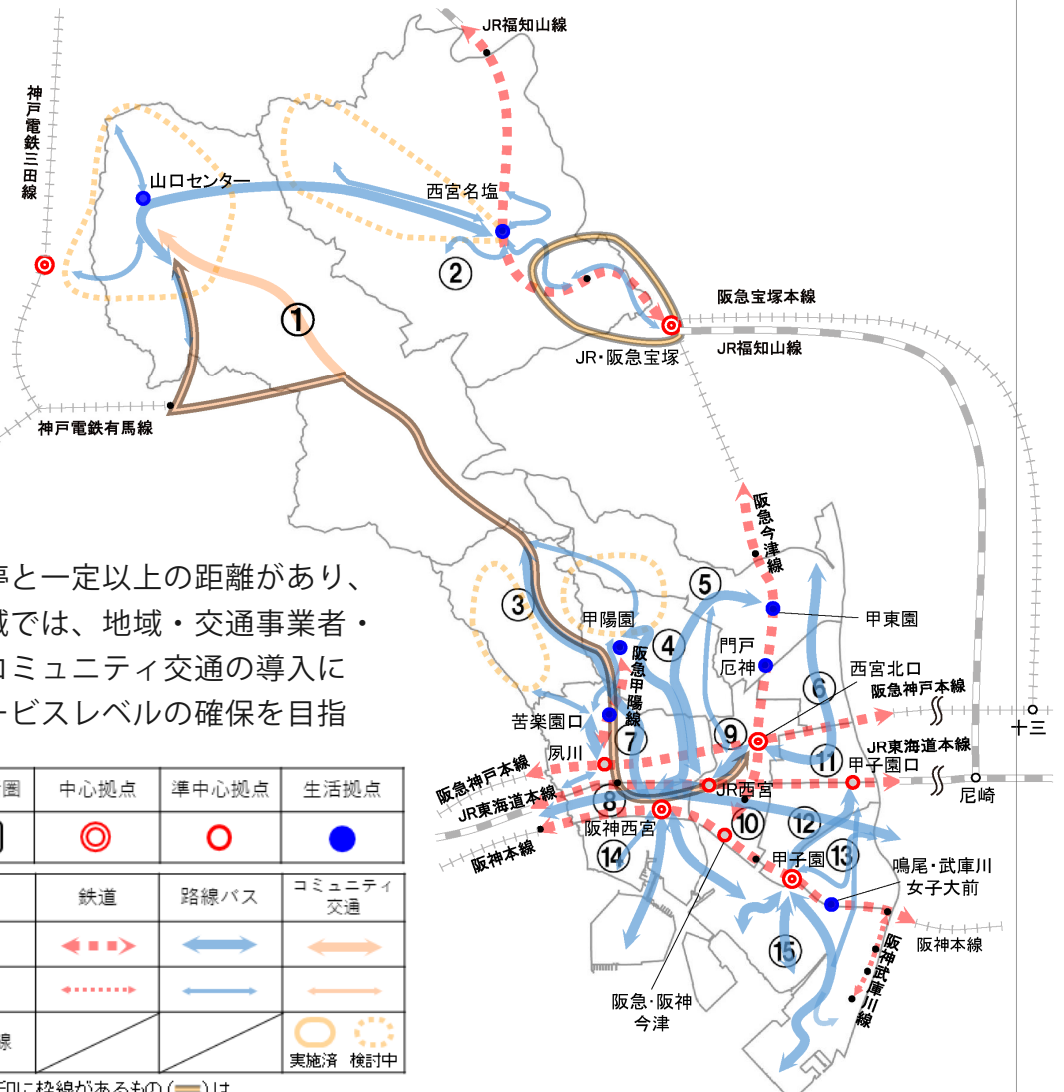 JR福知山線
神戸電鉄三田線
山口センター
西宮名塩
②
①
阪急宝塚本線
JR福知山線
JR・阪急宝塚
神戸電鉄有馬線
阪急今津線
と一定以上の距離があり、
では、地域・交通事業者・
コミュニティ交通の導入に
ービスレベルの確保を目指
③
⑤
甲陽園
④
甲東園
阪急甲陽線
門戸
厄神
西宮北口
⑥
阪急神戸本線
十三
苦楽園口
⑦
⑨
夙川
⑪
JR東海道本線
甲子園口
阪急神戸本線
JR東海道本線
⑧
JR西宮
尼崎
阪神西宮
⑩
⑫
阪神本線
⑭
甲子園
⑬
鳴尾・武庫川
女子大前
⑮
阪神本線
阪神武庫川線
阪急・阪神
今津
圏 中心拠点 準中心拠点 生活拠点
鉄道 路線バス コミュニティ
交通
線
実施済 検討中
印に枠線があるもの( )は